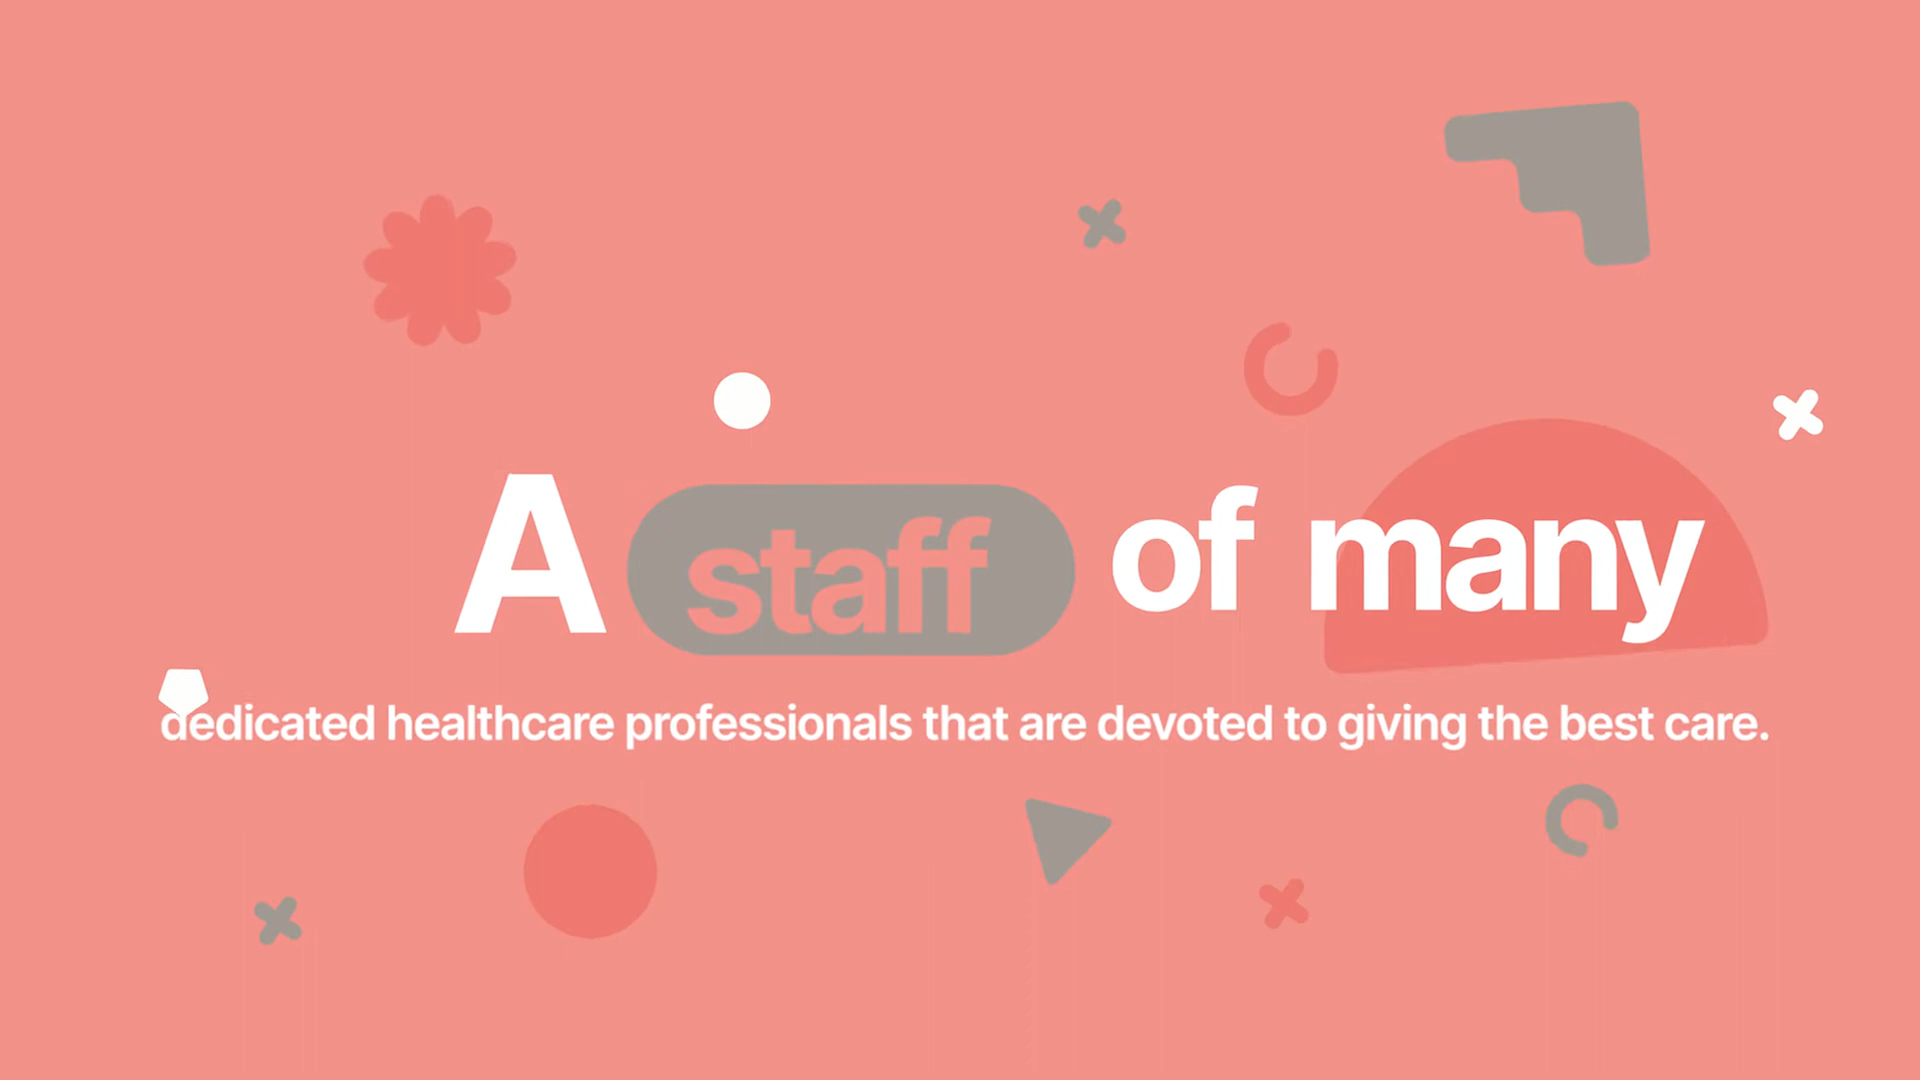 A staff of many
dedicated healthcare professionals that are devoted to giving the best care.